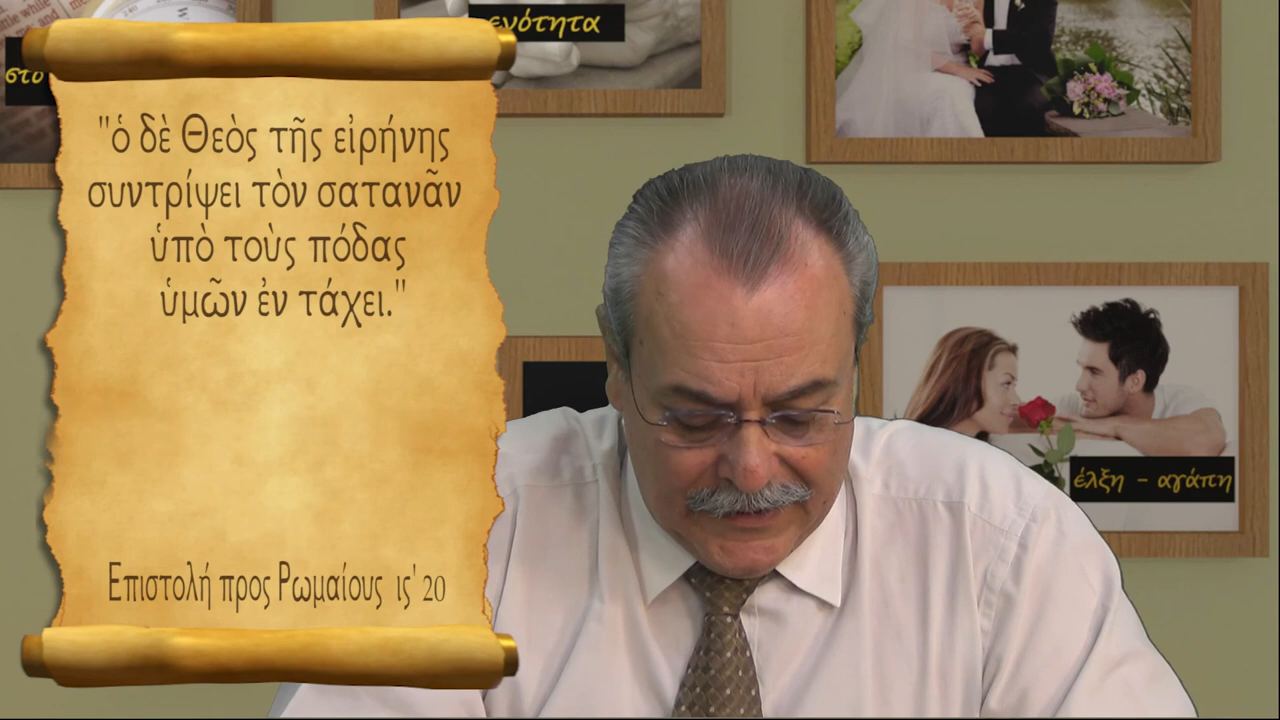 "ὁ δὲ Θεὸς τῆς εἰρήνης
συντρίψει τὸν σατανᾶν
ὑπὸ τοὺς πόδας
ὑμῶν ἐν τάχει."
Επιστολή προς Ρωμαίους ις' 20
στο
ενότητα
έλξη - αγάπη